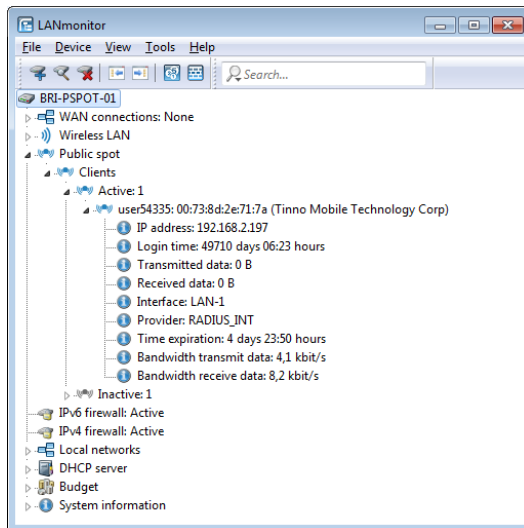 LANmonitor
File Device View Tools Help
Search...
BRI-PSPOT-01
WAN connections: None
Wireless LAN
Public spot
Clients
Active: 1
user54335: 00:73:8d:2e:71:7a (Tinno Mobile Technology Corp)
IP address: 192.168.2.197
Login time: 49710 days 06:23 hours
Transmitted data: 0 B
Received data: 0 B
Interface: LAN-1
Provider: RADIUS_INT
Time expiration: 4 days 23:50 hours
Bandwidth transmit data: 4,1 kbit/s
Bandwidth receive data: 8,2 kbit/s
Inactive: 1
IPv6 firewall: Active
IPv4 firewall: Active
Local networks
DHCP server
Budget
System information